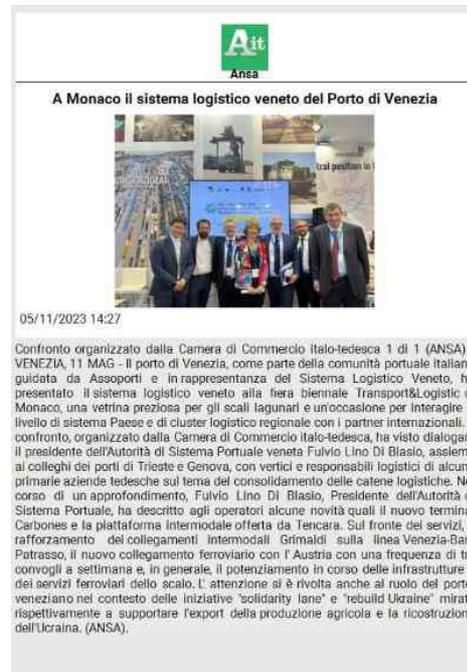 Ait
Ansa
A Monaco il sistema logistico veneto del Porto di Venezia
tral position in
05/11/2023 14:27
Confronto organizzato dalla Camera di Commercio italo-tedesca 1 di 1 (ANSA)
VENEZIA, 11 MAG - Il porto di Venezia, come parte della comunità portuale italian
guidata da Assoporti e in rappresentanza del Sistema Logistico Veneto, h
presentato il sistema logistico veneto alla fiera biennale Transport&Logistic
Monaco, una vetrina preziosa per gli scali lagunari e un'occasione per interagire
livello di sistema Paese e di cluster logistico regionale con i partner internazionali.
confronto, organizzato dalla Camera di Commercio italo-tedesca, ha visto dialogar
il presidente dell'Autorità di Sistema Portuale veneta Fulvio Lino Di Blasio, assiem
ai colleghi dei porti di Trieste e Genova, con vertici e responsabili logistici di alcun
primarie aziende tedesche sul tema del consolidamento delle catene logistiche. Ne
corso di un approfondimento, Fulvio Lino Di Blasio, Presidente dell'Autorità
Sistema Portuale, ha descritto agli operatori alcune novità quali il nuovo termina
Carbones e la piattaforma intermodale offerta da Tencara. Sul fronte dei servizi,
rafforzamento dei collegamenti intermodali Grimaldi sulla linea Venezia-Bar
Patrasso, il nuovo collegamento ferroviario con l' Austria con una frequenza di tr
convogli a settimana e, in generale, il potenziamento in corso delle infrastrutture
dei servizi ferroviari dello scalo. L' attenzione si è rivolta anche al ruolo del port
veneziano nel contesto delle iniziative "solidarity lane" e "rebuild Ukraine" mirat
rispettivamente a supportare l'export della produzione agricola e la ricostruzion
dell'Ucraina. (ANSA).